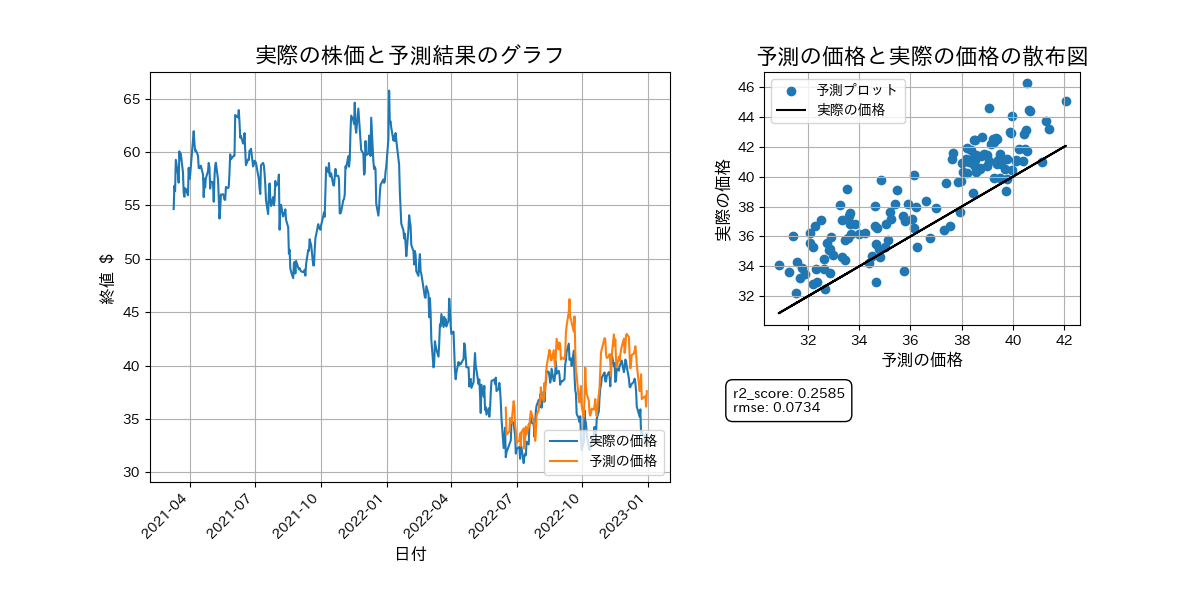 実際の株価と予測結果のグラフ
65
60
55
50
45
40
35
30
終値 $
2021-04
2021-07
2021-10
2022-01
2022-04
2022-07
2022-10
2023-01
日付
実際の価格
予測の価格
予測の価格と実際の価格の散布図
予測プロット
実際の価格
46
44
42
40
38
36
34
32
実際の価格
32
34
36
38
40
42
予測の価格
r2_score: 0.2585
rmse: 0.0734